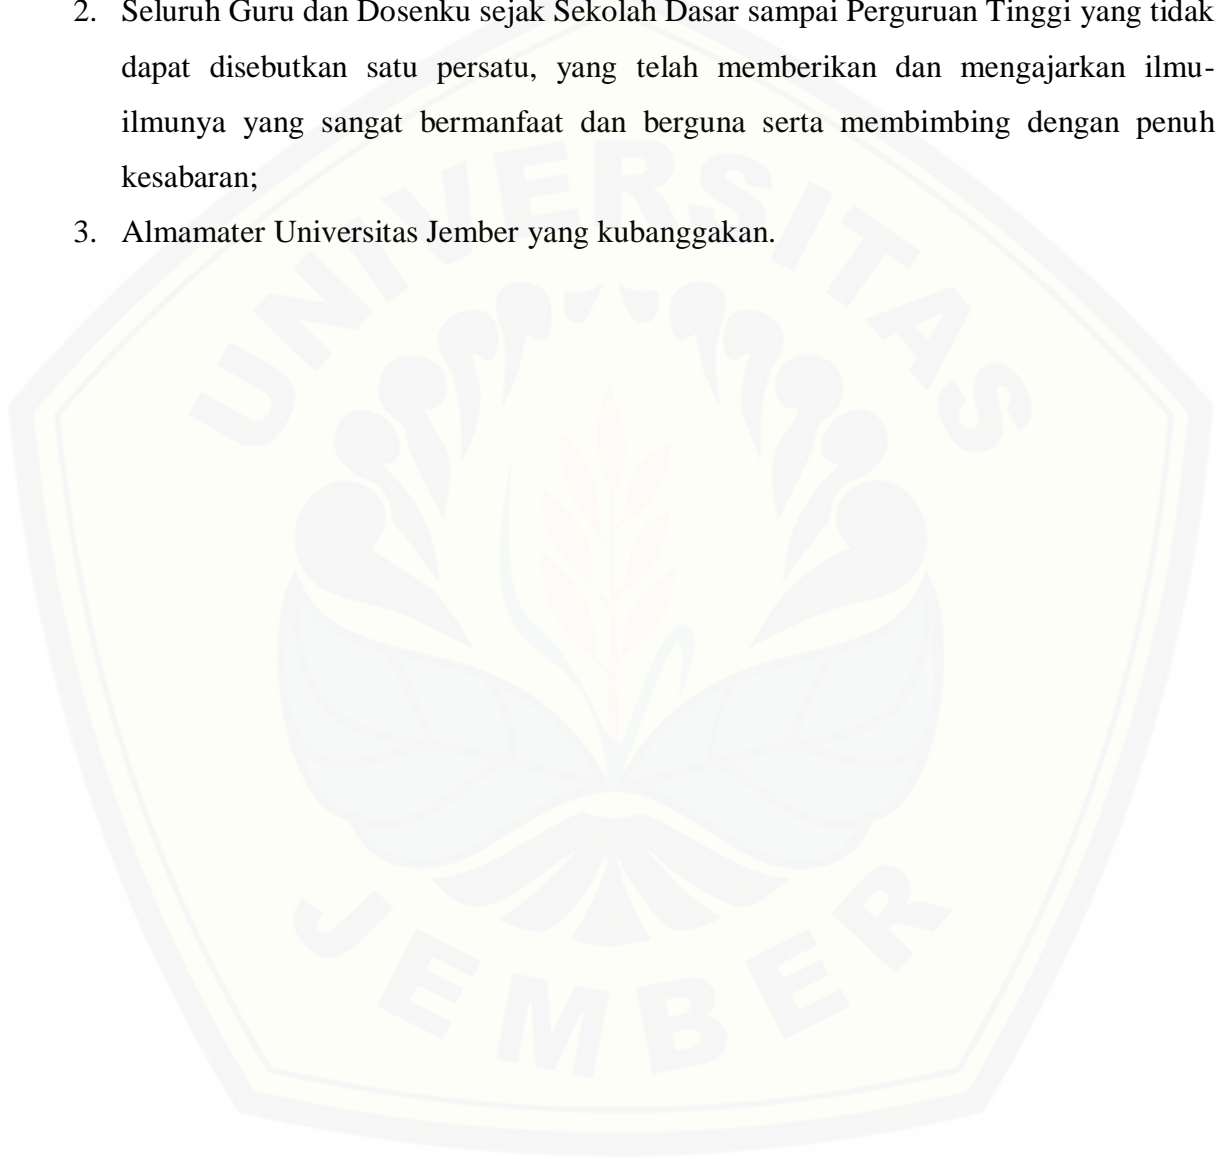 2. Seluruh Guru dan Dosenku sejak Sekolah Dasar sampai Perguruan Tinggi yang tidak
dapat disebutkan satu persatu, yang telah memberikan dan mengajarkan ilmu-
ilmunya yang sangat bermanfaat dan berguna serta membimbing dengan penuh
kesabaran;
3. Almamater Universitas Jember yang kubanggakan.
UNIVERSITAS
JEMBER